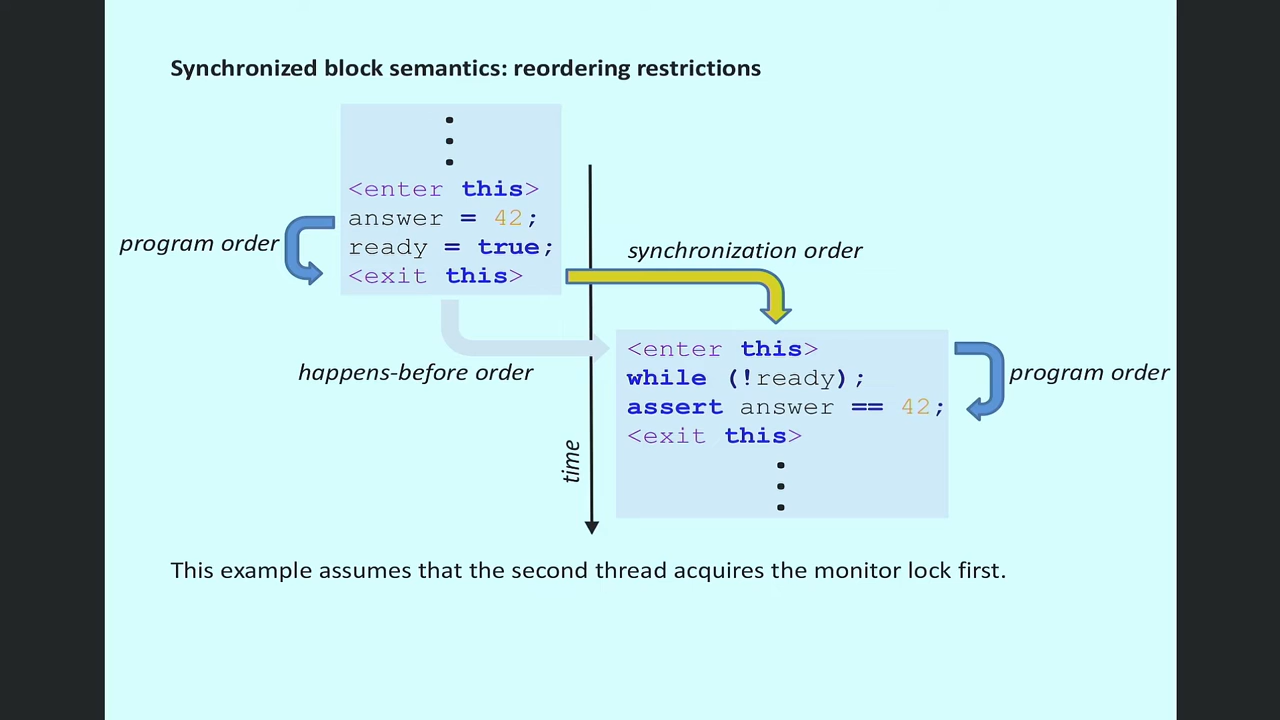 Synchronized block semantics: reordering restrictions
<enter this>
answer = 42;
ready = true;
<exit this>
program order
synchronization order
happens-before order
<enter this>
while (!ready);
assert answer == 42;
<exit this>
program order
time
This example assumes that the second thread acquires the monitor lock first.